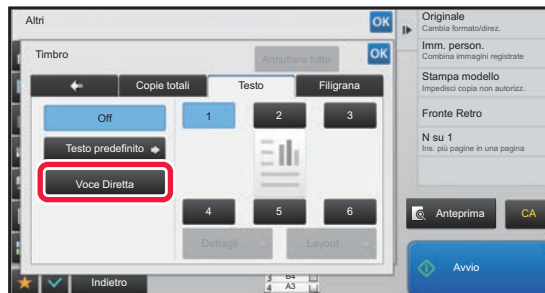 Altri
OK
Timbro
Annullare tutto
OK
Copie totali
Testo
Filigrana
Off
Testo predefinito
Voce Diretta
1
2
3
4
5
6
Dettagli
Layout
Indietro
3 B4
4 A3
Originale
Cambia formato/direz.
Imm. person.
Combina immagini registrate
Stampa modello
Impedisci copia non autorizz.
Fronte Retro
N su 1
Ins. più pagine in una pagina
Anteprima
CA
Avvio